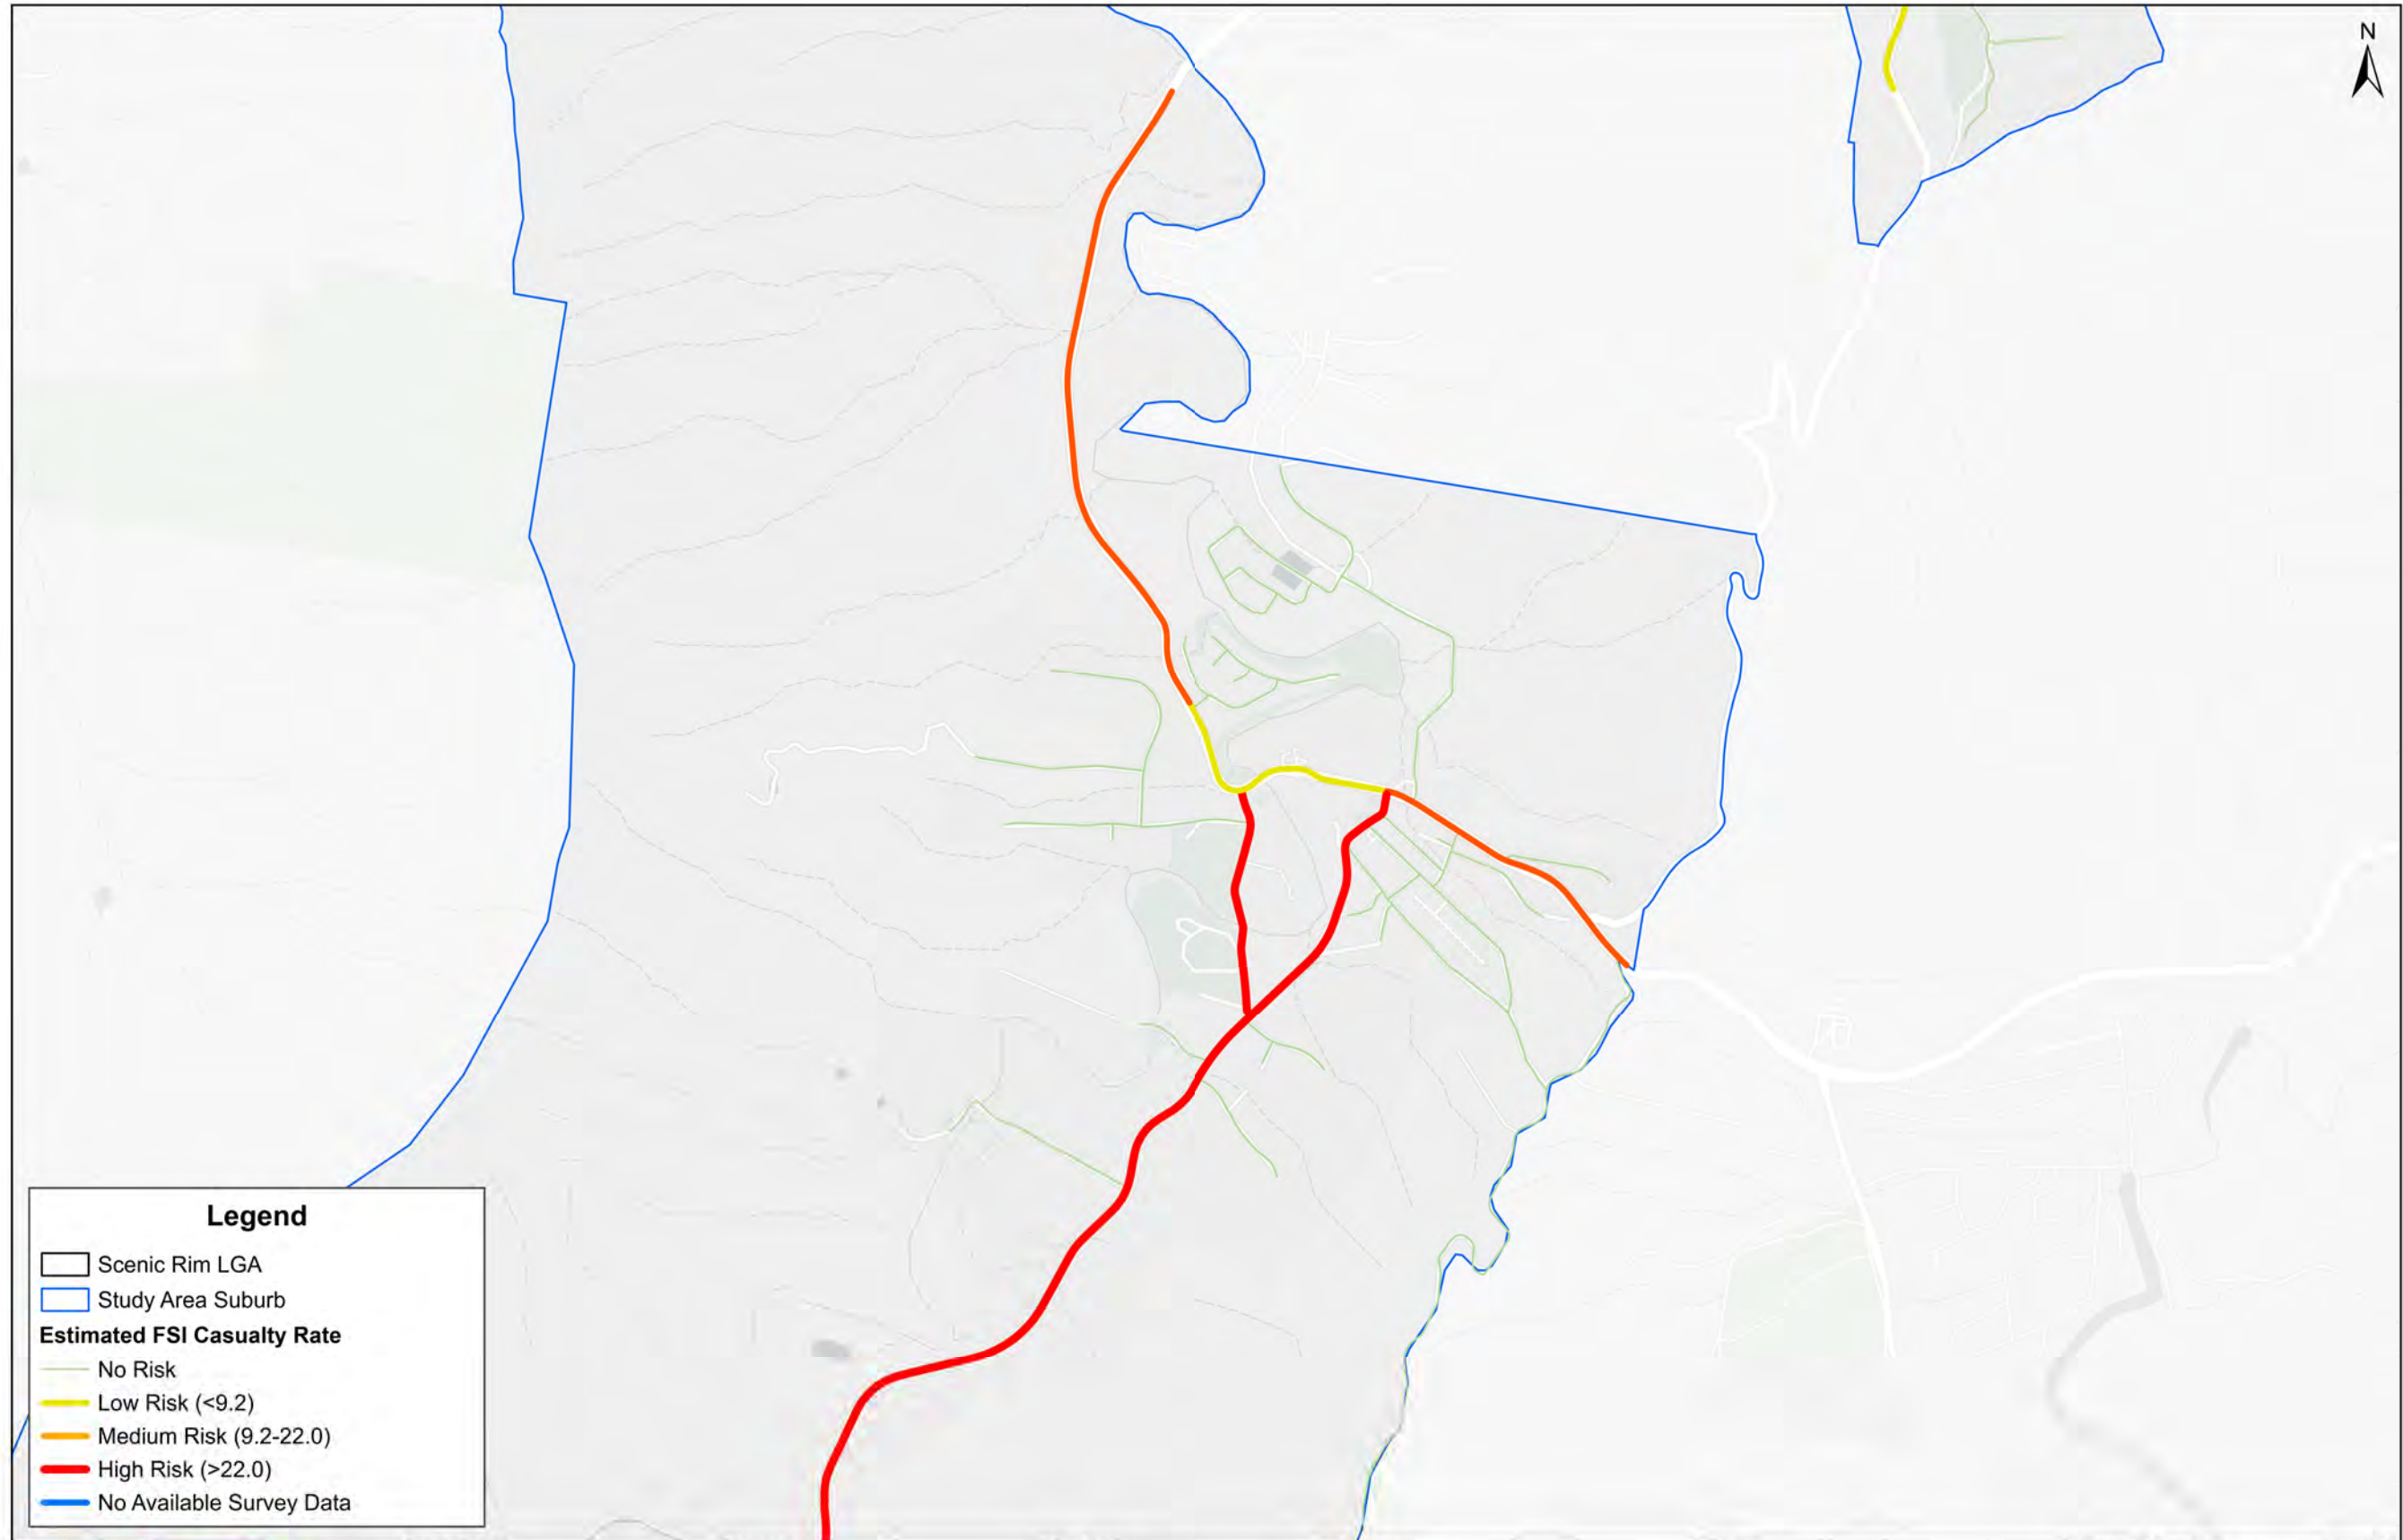 N
Legend
Scenic Rim LGA
Study Area Suburb
Estimated FSI Casualty Rate
No Risk
Low Risk (<9.2)
Medium Risk (9.2-22.0)
High Risk (>22.0)
No Available Survey Data